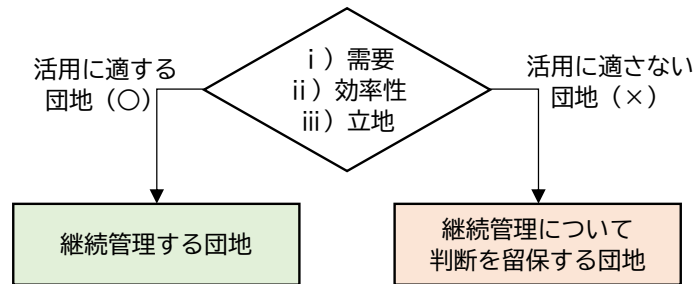 ⅰ）需要
ⅱ）効率性
ⅲ）立地
活用に適する
団地（○）
活用に適さない
団地（×）
継続管理する団地
継続管理について
判断を留保する団地